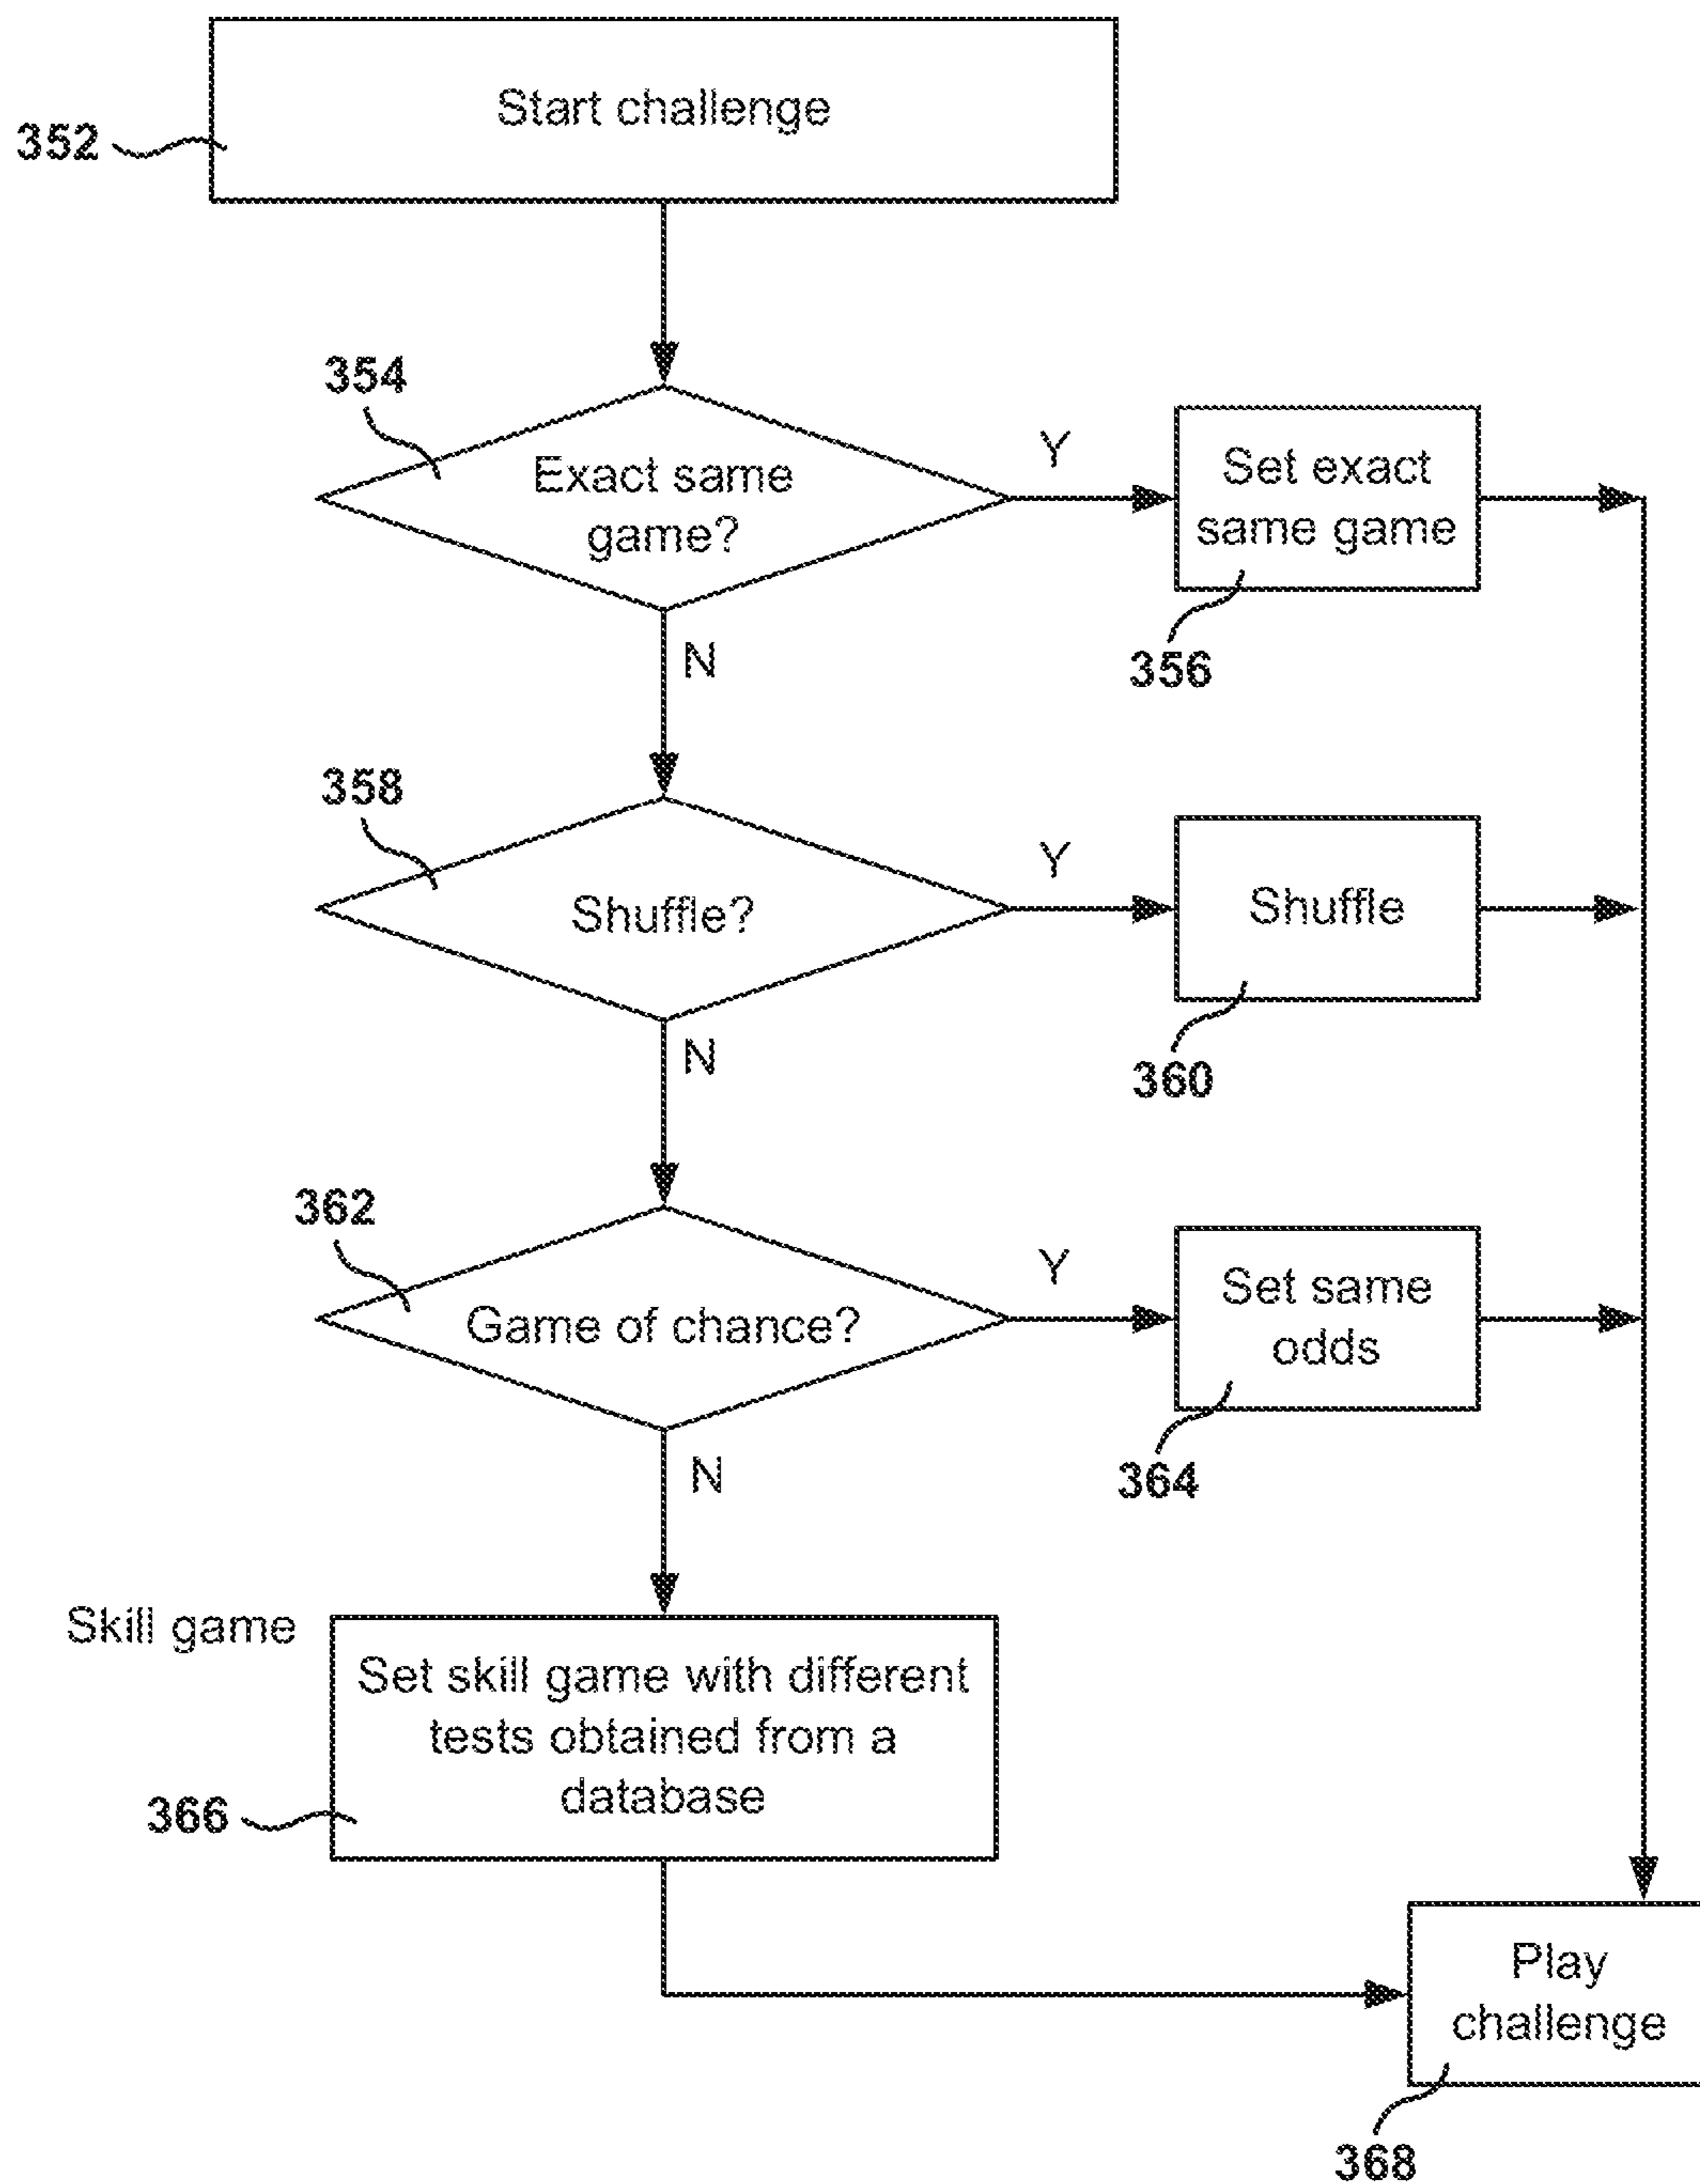 Start challenge
352
354
Exact same
game?
Y
Set exact
same game
356
N
358
Shuffle?
Y
Shuffle
360
N
362
Game of chance?
Y
Set same
odds
364
N
Skill game
Set skill game with different
tests obtained from a
database
366
Play
challenge
368